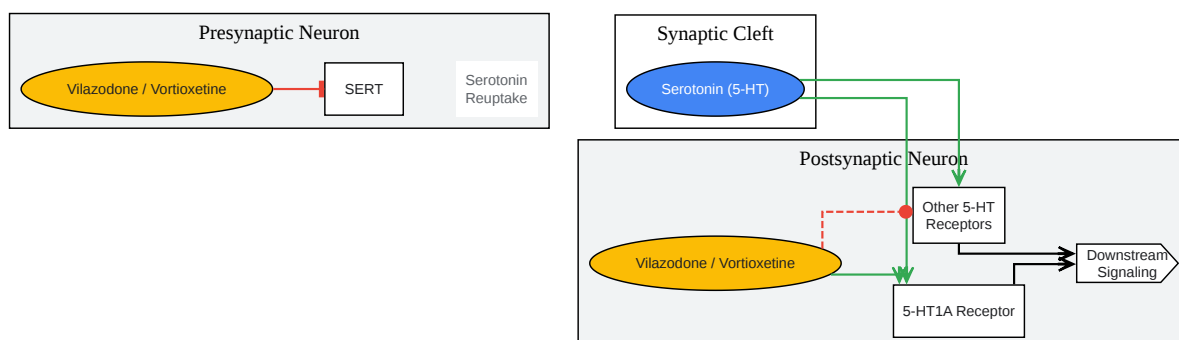 Presynaptic Neuron
Vilazodone / Vortioxetine
SERT
Serotonin
Reuptake
Synaptic Cleft
Serotonin (5-HT)
Postsynaptic Neuron
Other 5-HT
Receptors
Vilazodone / Vortioxetine
Downstream
Signaling
5-HT1A Receptor